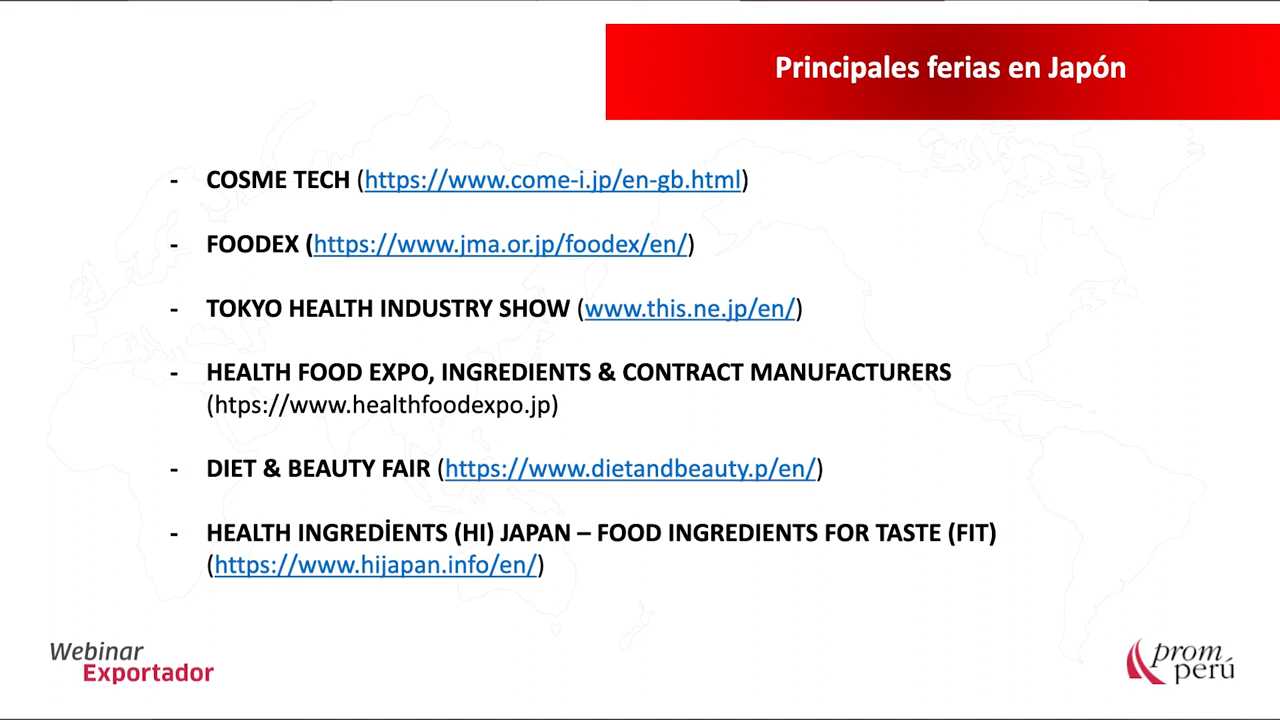 Principales ferias en Japón
- COSME TECH (https://www.come-i.jp/en-gb.html)
- FOODEX (https://www.jma.or.jp/foodex/en/)
- TOKYO HEALTH INDUSTRY SHOW (www.this.ne.jp/en/)
- HEALTH FOOD EXPO, INGREDIENTS & CONTRACT MANUFACTURERS
(htps://www.healthfoodexpo.jp)
- DIET & BEAUTY FAIR (https://www.dietandbeauty.p/en/)
- HEALTH INGREDİENTS (HI) JAPAN – FOOD INGREDIENTS FOR TASTE (FIT)
(https://www.hijapan.info/en/)
Webinar
Exportador
prom
perú